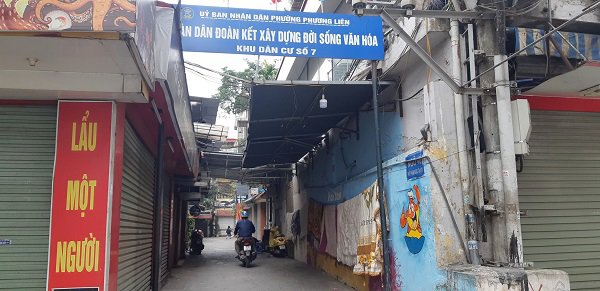 ỦY BAN NHÂN DÂN PHƯỜNG PHƯƠNG LIÊN
DÂN ĐOÀN KẾT XÂY DỰNG ĐỜI SỐNG VĂN HÓA
KHU DÂN CƯ SỐ 7
LẨU
MỘT
NGƯỜI